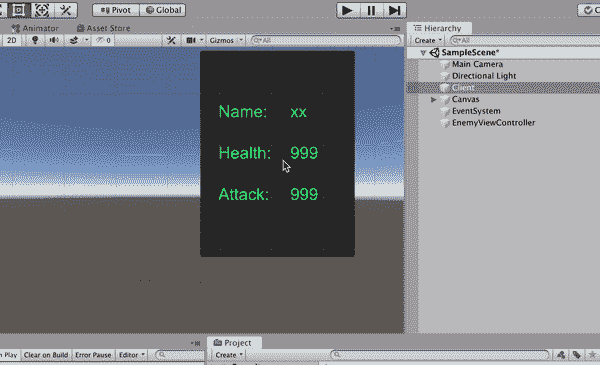 Pivot Global
Animator Asset Store
2D 0 Gizmos All
Name: xx
Health: 999
Attack: 999
Hierarchy
Create All
SampleScene*
Main Camera
Directional Light
Client
Canvas
EventSystem
EnemyViewController
Clear on Build Error Pause Editor
Project
Create